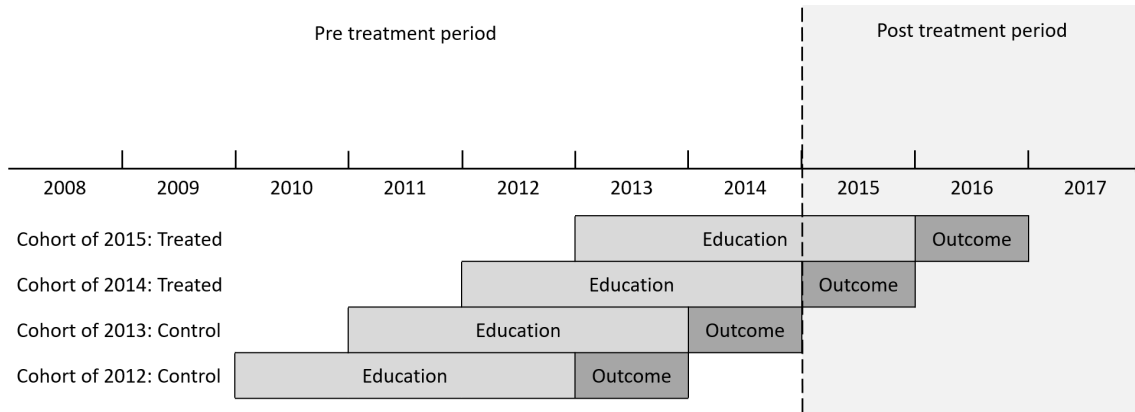 Pre treatment period
Post treatment period
2008 2009 2010 2011 2012 2013 2014 2015 2016 2017
Cohort of 2015: Treated Education Outcome
Cohort of 2014: Treated Education Outcome
Cohort of 2013: Control Education Outcome
Cohort of 2012: Control Education Outcome